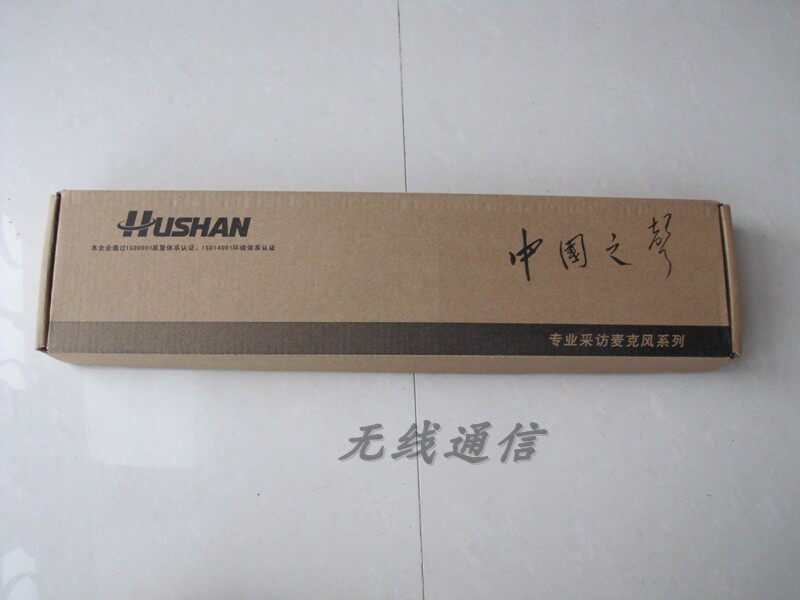 HUSHAN
本企业通过ISO9001质量体系认证、ISO14001环境体系认证
中國之聲
专业采访麦克风系列
无线通信